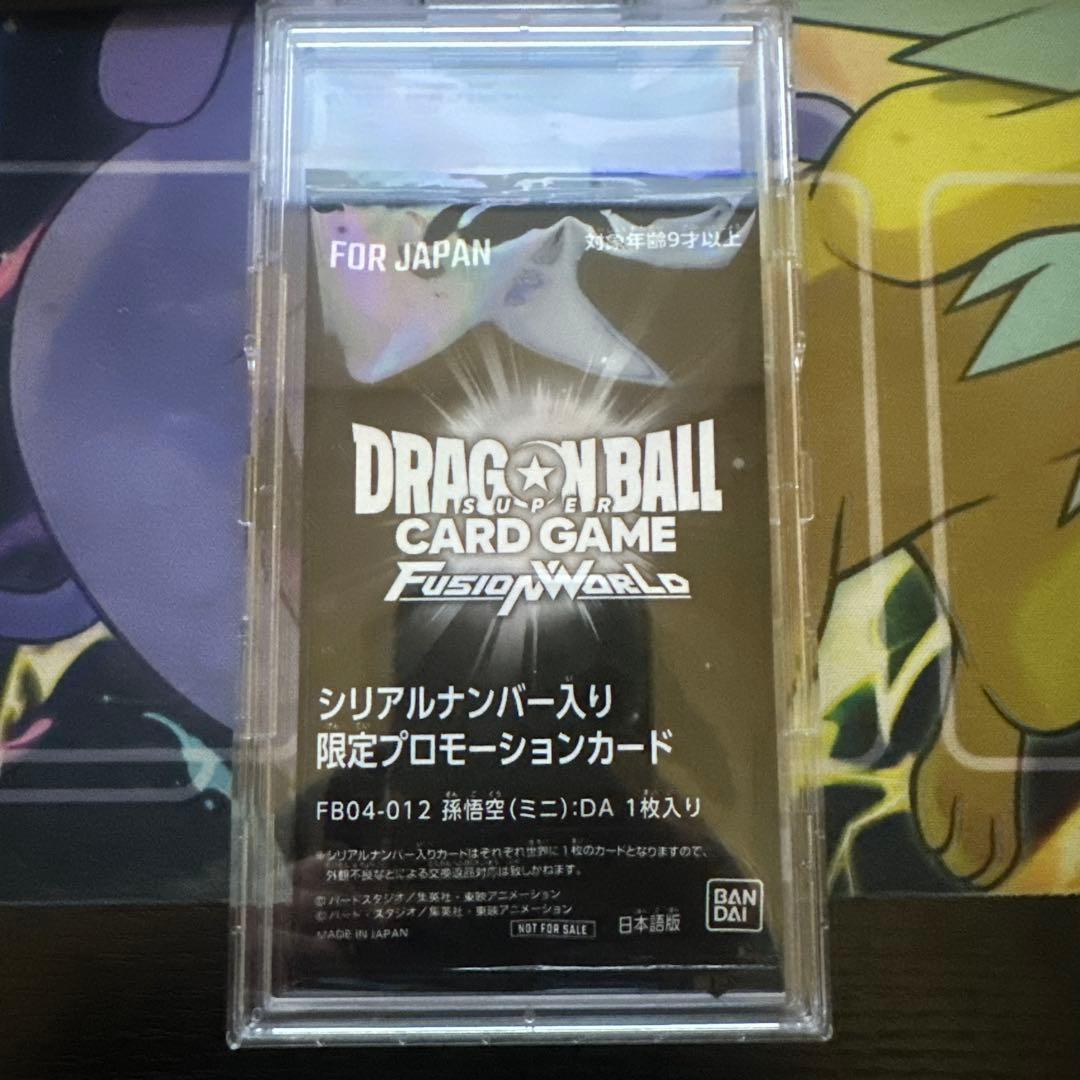 FOR JAPAN
対象年齢9才以上
DRAGON BALL
SUPER
CARD GAME
FUSION WORLD
シリアルナンバー入り
限定プロモーションカード
FB04-012 孫悟空(ミニ):DA 1枚入り
※シリアルナンバー入りカードはそれぞれ世界に1枚のカードとなりますので、
外観不良などによる交換返品対応は致しかねます。
©バードスタジオ/集英社・東映アニメーション
©バード・スタジオ/集英社・東映アニメーション
MADE IN JAPAN
NOT FOR SALE
日本語版
BAN
DAI